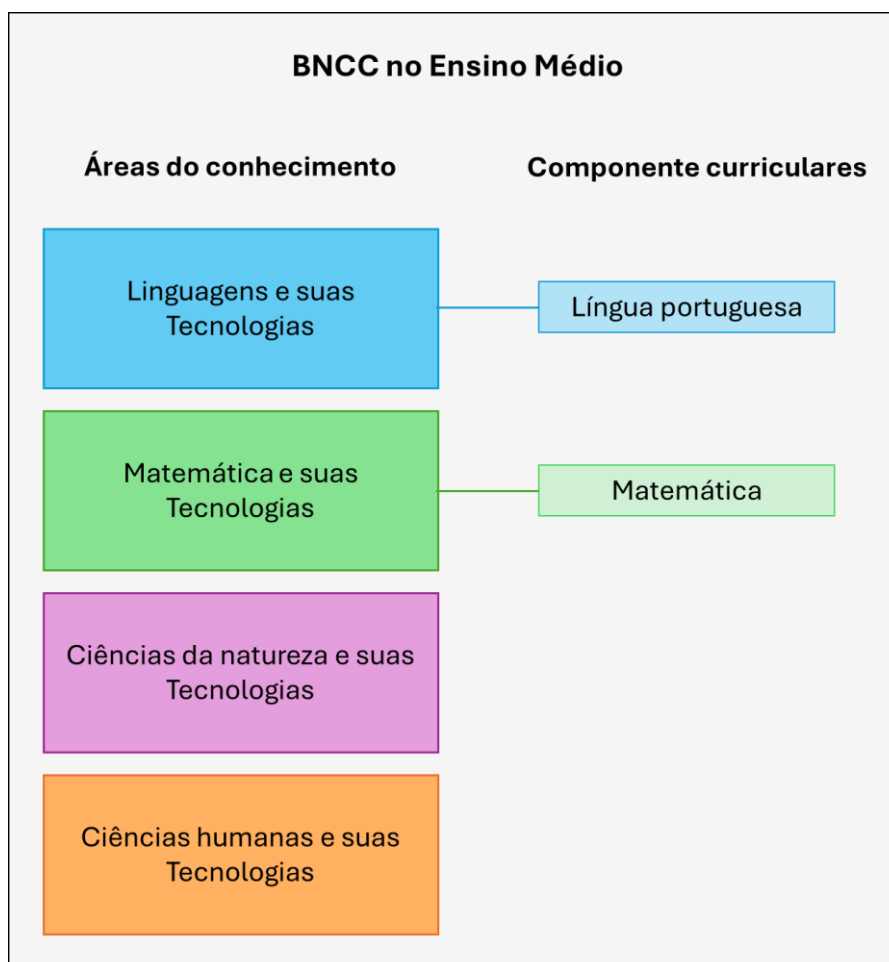 BNCC no Ensino Médio
Áreas do conhecimento
Componente curriculares
Linguagens e suas
Tecnologias
Língua portuguesa
Matemática e suas
Tecnologias
Matemática
Ciências da natureza e suas
Tecnologias
Ciências humanas e suas
Tecnologias